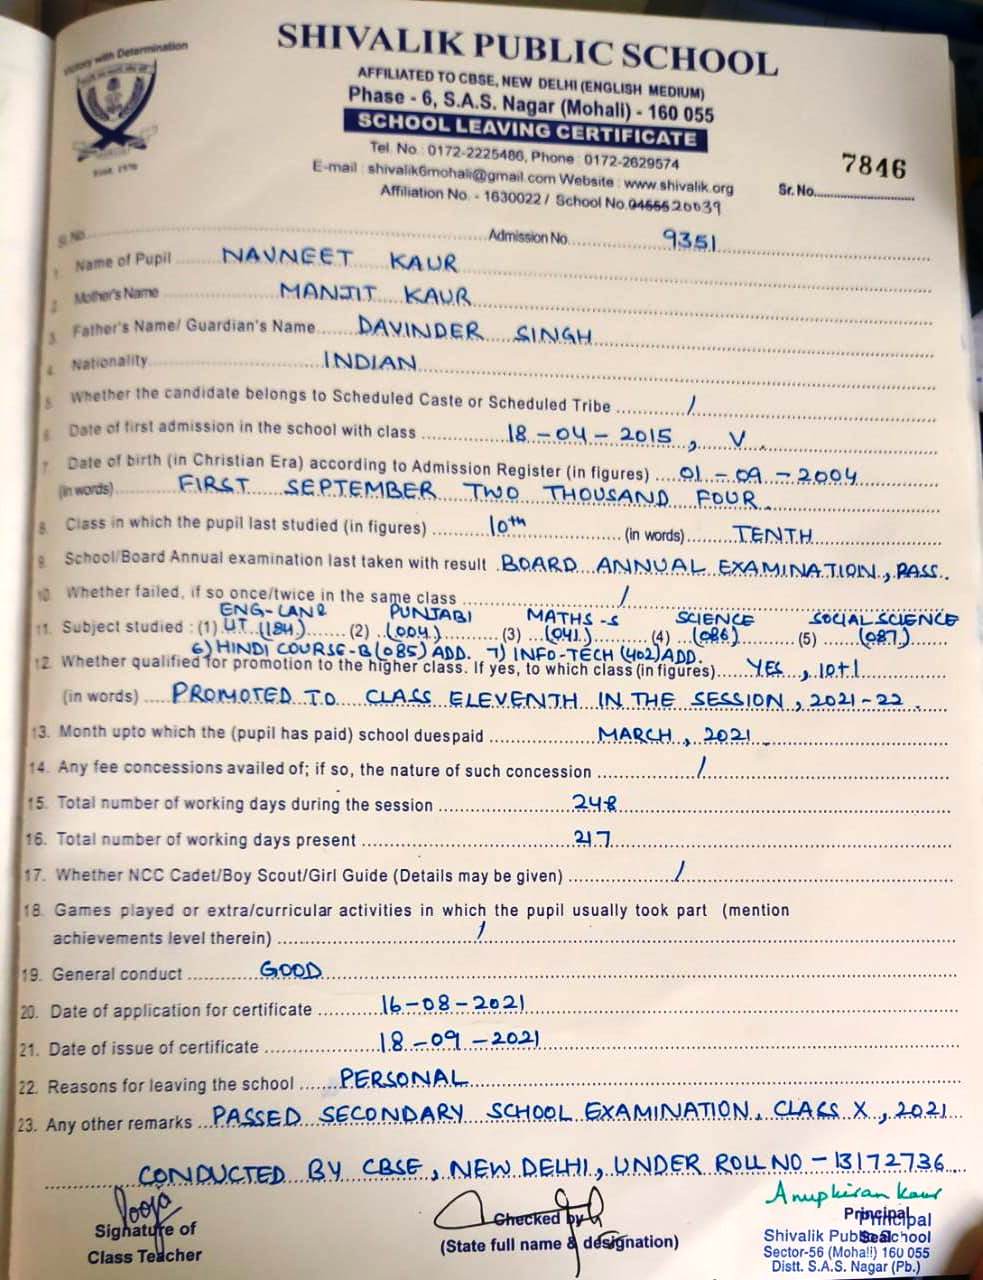 Victory with Determination
Estd. 1970
SHIVALIK PUBLIC SCHOOL
AFFILIATED TO CBSE, NEW DELHI (ENGLISH MEDIUM)
Phase - 6, S.A.S. Nagar (Mohali) - 160 055
SCHOOL LEAVING CERTIFICATE
Tel. No. : 0172-2225486, Phone : 0172-2629574
E-mail : shivalik6mohali@gmail.com Website : www.shivalik.org
Affiliation No. - 1630022 / School No. 04555 20039
7846
Sr. No.
Sl. No. Admission No. 9351
1. Name of Pupil NAVNEET KAUR
2. Mother's Name MANJIT KAUR
3. Father's Name/ Guardian's Name DAVINDER SINGH
4. Nationality INDIAN
5. Whether the candidate belongs to Scheduled Caste or Scheduled Tribe /
6. Date of first admission in the school with class 18-04-2015, V
7. Date of birth (in Christian Era) according to Admission Register (in figures) 01-09-2004
(in words) FIRST SEPTEMBER TWO THOUSAND FOUR
8. Class in which the pupil last studied (in figures) 10th (in words) TENTH
9. School/Board Annual examination last taken with result BOARD ANNUAL EXAMINATION, PASS.
10. Whether failed, if so once/twice in the same class /
ENG-LANG PUNJABI MATHS-S SCIENCE SOCIAL SCIENCE
11. Subject studied : (1) LIT (184) (2) (004) (3) (041) (4) (086) (5) (087)
6) HINDI COURSE-B (085) ADD. 7) INFO-TECH (402) ADD.
12. Whether qualified for promotion to the higher class. If yes, to which class (in figures) YES, 10+1
(in words) PROMOTED TO CLASS ELEVENTH IN THE SESSION, 2021-22.
13. Month upto which the (pupil has paid) school duespaid MARCH, 2021.
14. Any fee concessions availed of; if so, the nature of such concession /
15. Total number of working days during the session 248
16. Total number of working days present 217
17. Whether NCC Cadet/Boy Scout/Girl Guide (Details may be given) /
18. Games played or extra/curricular activities in which the pupil usually took part (mention
achievements level therein) /
19. General conduct GOOD
20. Date of application for certificate 16-08-2021
21. Date of issue of certificate 18-09-2021
22. Reasons for leaving the school PERSONAL
23. Any other remarks PASSED SECONDARY SCHOOL EXAMINATION, CLASS X, 2021
CONDUCTED BY CBSE, NEW DELHI, UNDER ROLL NO - 13172736
Pooja
Signature of
Class Teacher
Checked by
(State full name & designation)
Anupkiran Kaur
Principal
Seal
Principal
Shivalik Public School
Sector-56 (Mohali) 160 055
Distt. S.A.S. Nagar (Pb.)